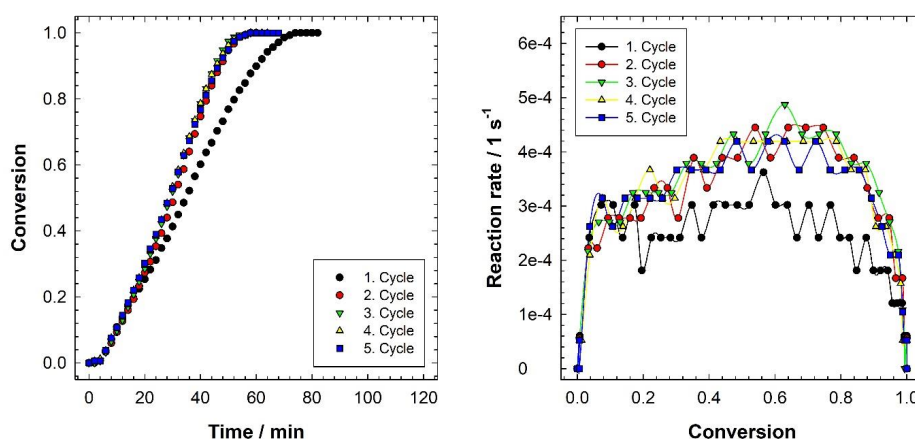 1.0
0.8
0.6
0.4
0.2
0.0
Conversion
0 20 40 60 80 100 120
Time / min
1. Cycle
2. Cycle
3. Cycle
4. Cycle
5. Cycle
6e-4
5e-4
4e-4
3e-4
2e-4
1e-4
0
Reaction rate / 1 s⁻¹
0.0 0.2 0.4 0.6 0.8 1.0
Conversion
1. Cycle
2. Cycle
3. Cycle
4. Cycle
5. Cycle